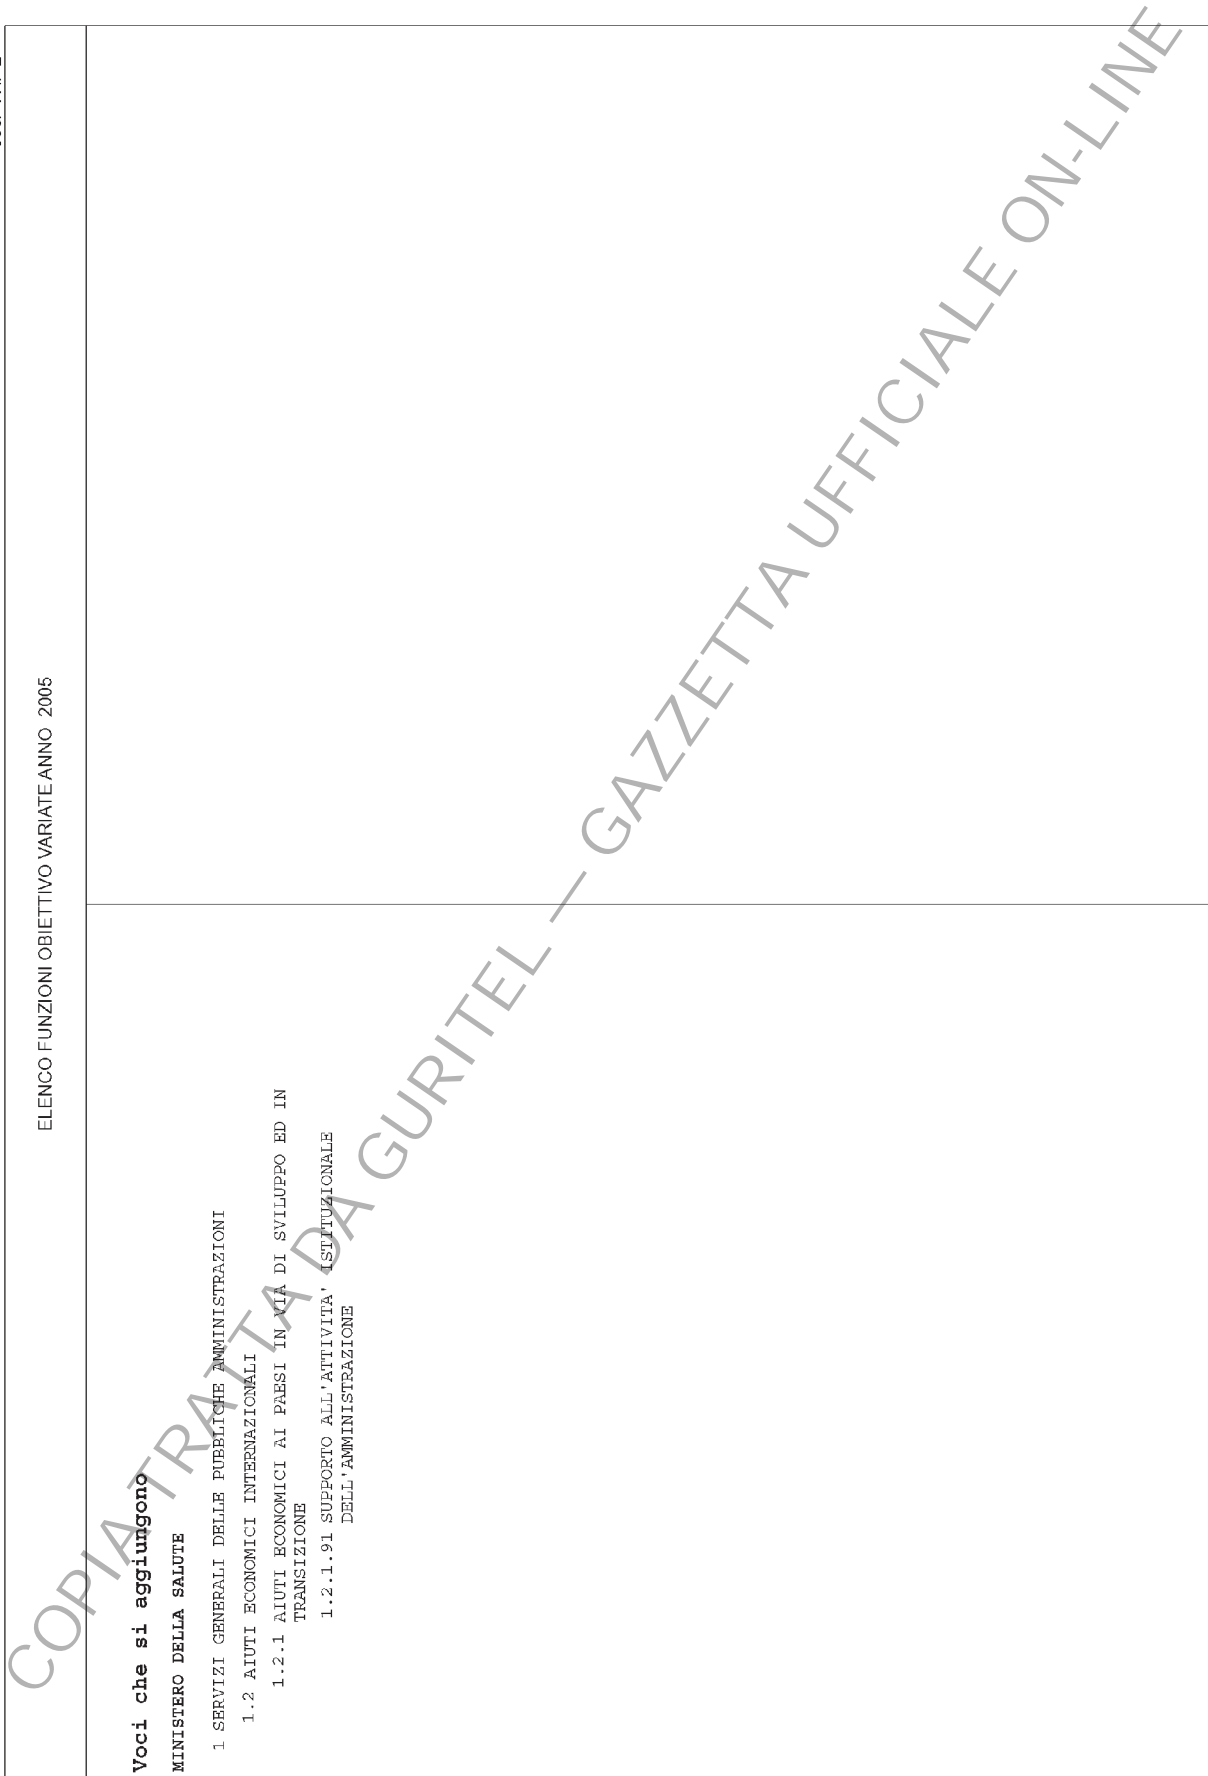 ELENCO FUNZIONI OBIETTIVO VARIATE ANNO 2005
Voci che si aggiungono
MINISTERO DELLA SALUTE
1 SERVIZI GENERALI DELLE PUBBLICHE AMMINISTRAZIONI
1.2 AIUTI ECONOMICI INTERNAZIONALI
1.2.1 AIUTI ECONOMICI AI PAESI IN VIA DI SVILUPPO ED IN
TRANSIZIONE
1.2.1.91 SUPPORTO ALL'ATTIVITA' ISTITUZIONALE
DELL'AMMINISTRAZIONE
COPIA TRATTA DA GURITEL — GAZZETTA UFFICIALE ON-LINE